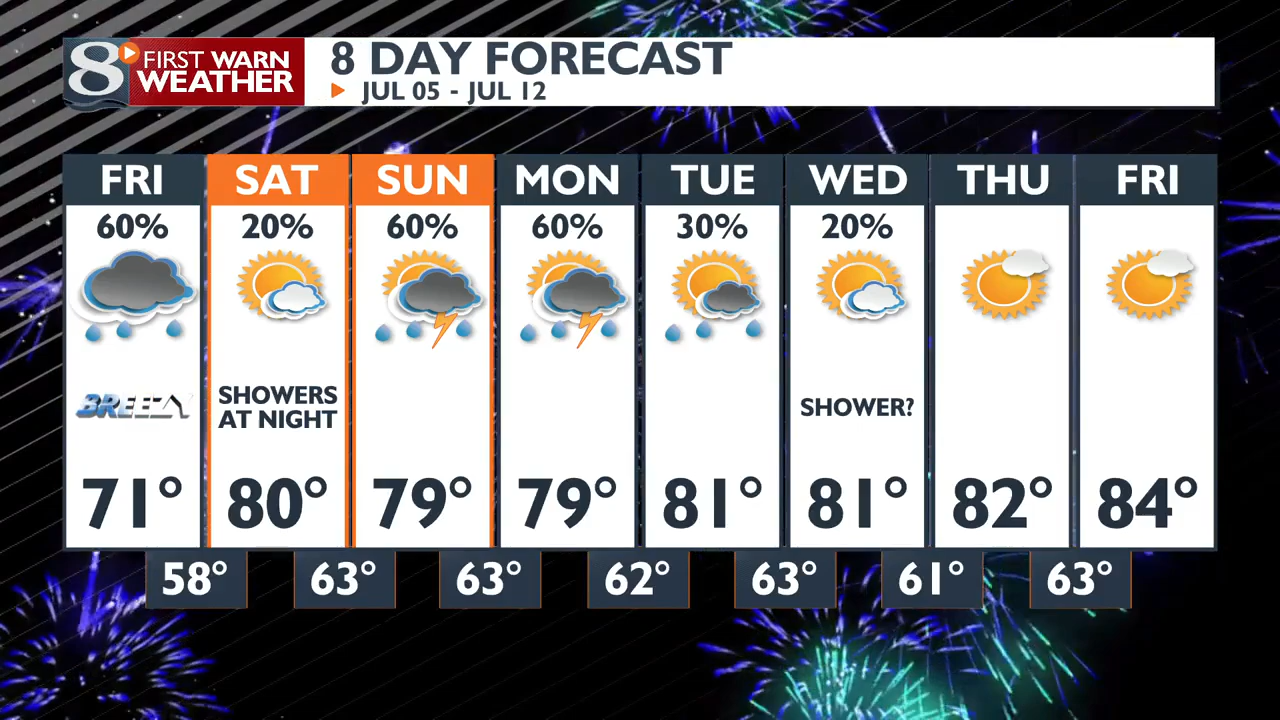 8 FIRST WARN
WEATHER
8 DAY FORECAST
JUL 05 - JUL 12
FRI SAT SUN MON TUE WED THU FRI
60% 20% 60% 60% 30% 20%
BREEZY
SHOWERS
AT NIGHT
SHOWER?
71° 80° 79° 79° 81° 81° 82° 84°
58° 63° 63° 62° 63° 61° 63°